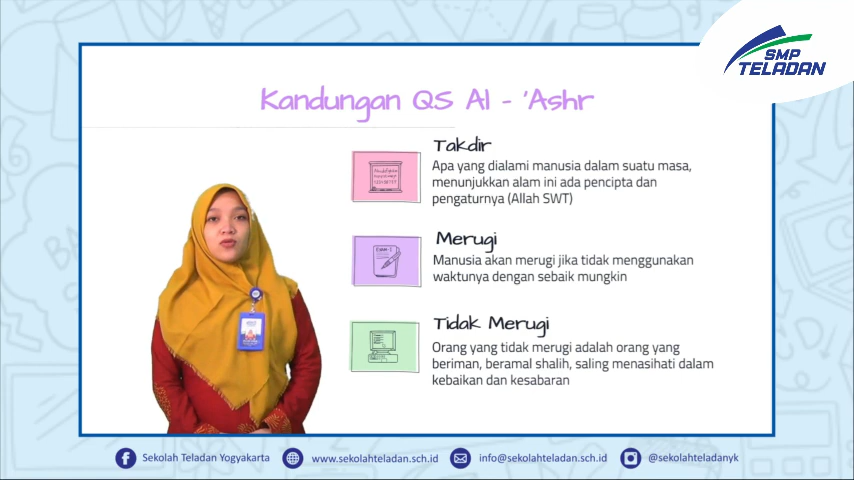 SMP
TELADAN
Kandungan QS Al - 'Ashr
Takdir
Apa yang dialami manusia dalam suatu masa,
menunjukkan alam ini ada pencipta dan
pengaturnya (Allah SWT)
Merugi
Manusia akan merugi jika tidak menggunakan
waktunya dengan sebaik mungkin
Tidak Merugi
Orang yang tidak merugi adalah orang yang
beriman, beramal shalih, saling menasihati dalam
kebaikan dan kesabaran
Sekolah Teladan Yogyakarta
www.sekolahteladan.sch.id
info@sekolahteladan.sch.id
@sekolahteladanyk